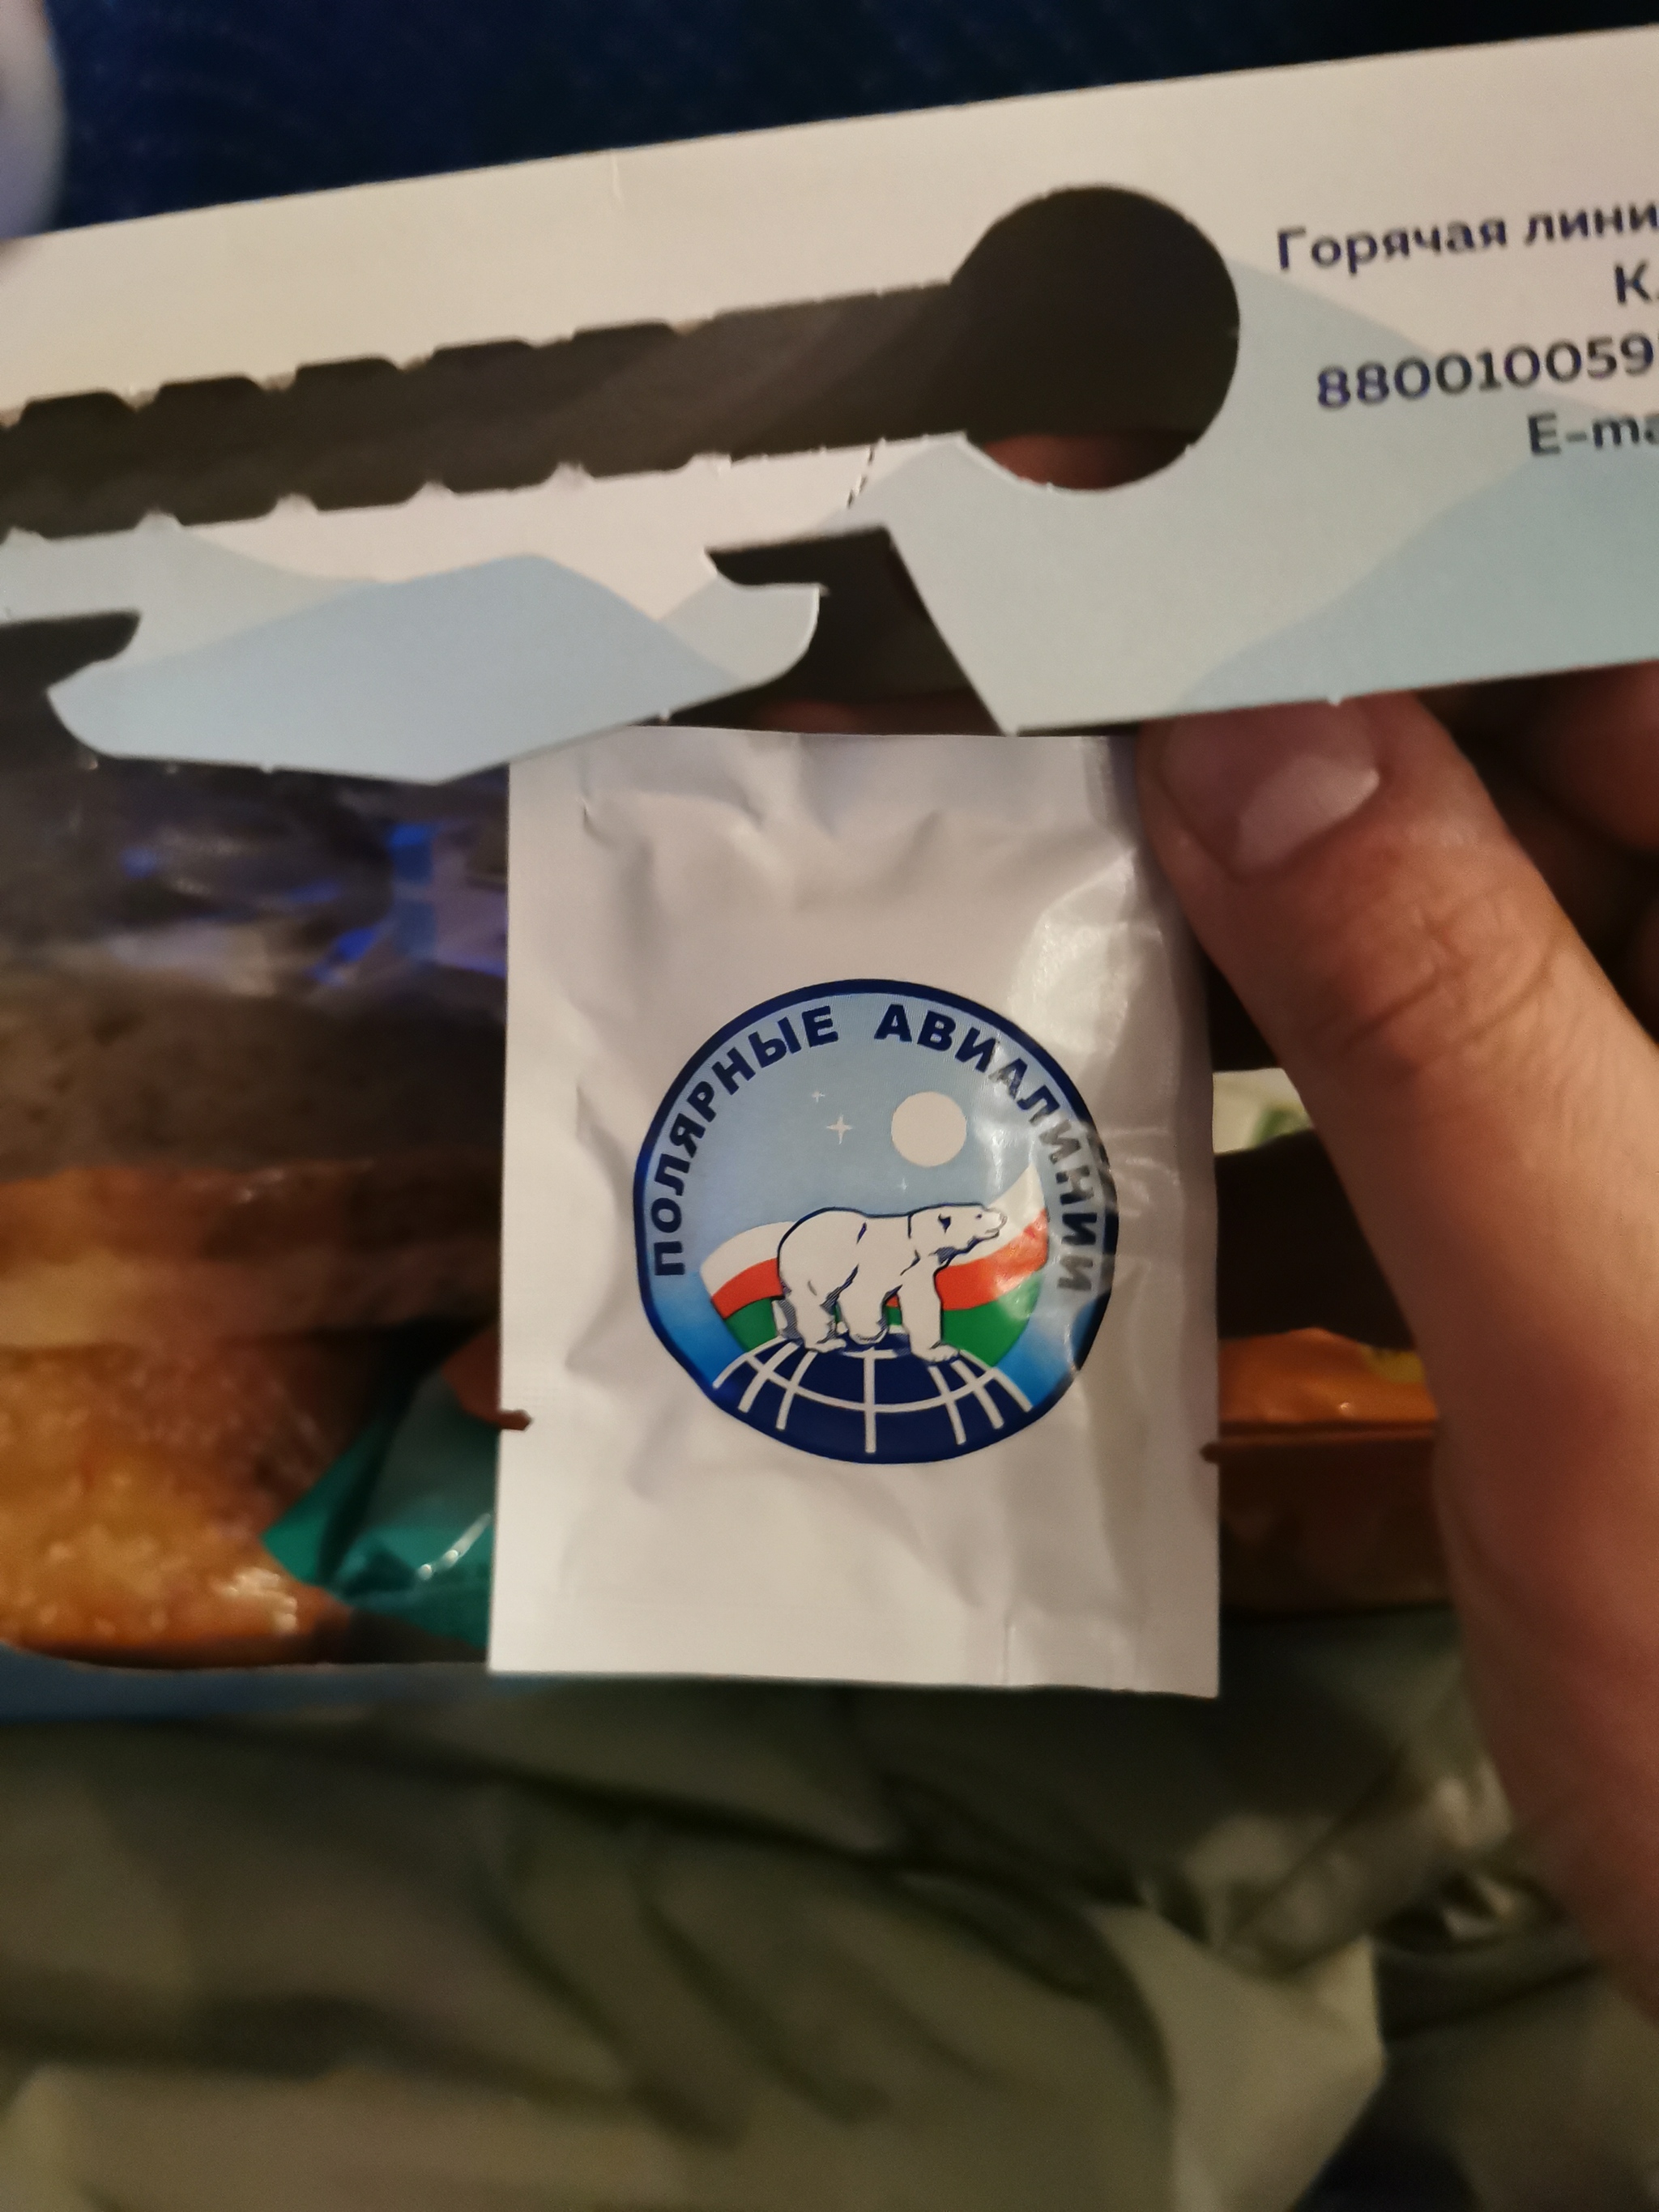 Горячая лини
К
880010059
E-ma
ПОЛЯРНЫЕ АВИАЛИНИИ